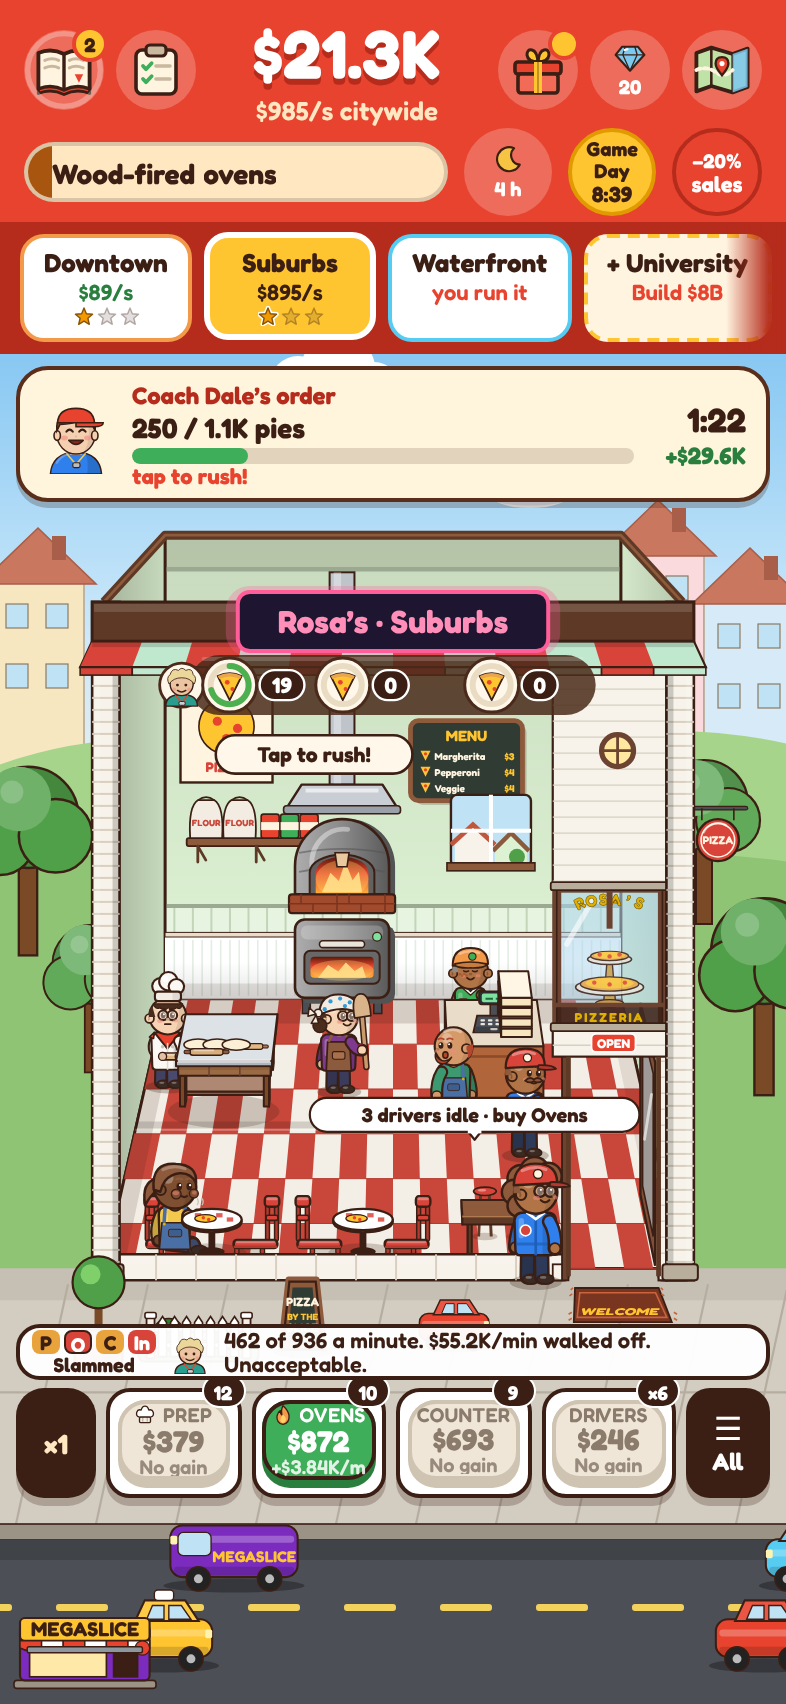 2
$21.3K
$985/s citywide
20
Wood-fired ovens
4 h
Game
Day
8:39
-20%
sales
Downtown
$89/s
Suburbs
$895/s
Waterfront
you run it
+ University
Build $8B
Coach Dale's order
250 / 1.1K pies
tap to rush!
1:22
+$29.6K
Rosa's · Suburbs
19
0
0
Tap to rush!
MENU
Margherita $3
Pepperoni $4
Veggie $4
FLOUR
FLOUR
PIZZA
ROSA'S
PIZZERIA
OPEN
3 drivers idle · buy Ovens
PIZZA
BY THE
WELCOME
P O C In
Slammed
462 of 936 a minute. $55.2K/min walked off.
Unacceptable.
x1
12
PREP
$379
No gain
10
OVENS
$872
+$3.84K/m
9
COUNTER
$693
No gain
x6
DRIVERS
$246
No gain
All
MEGASLICE
MEGASLICE